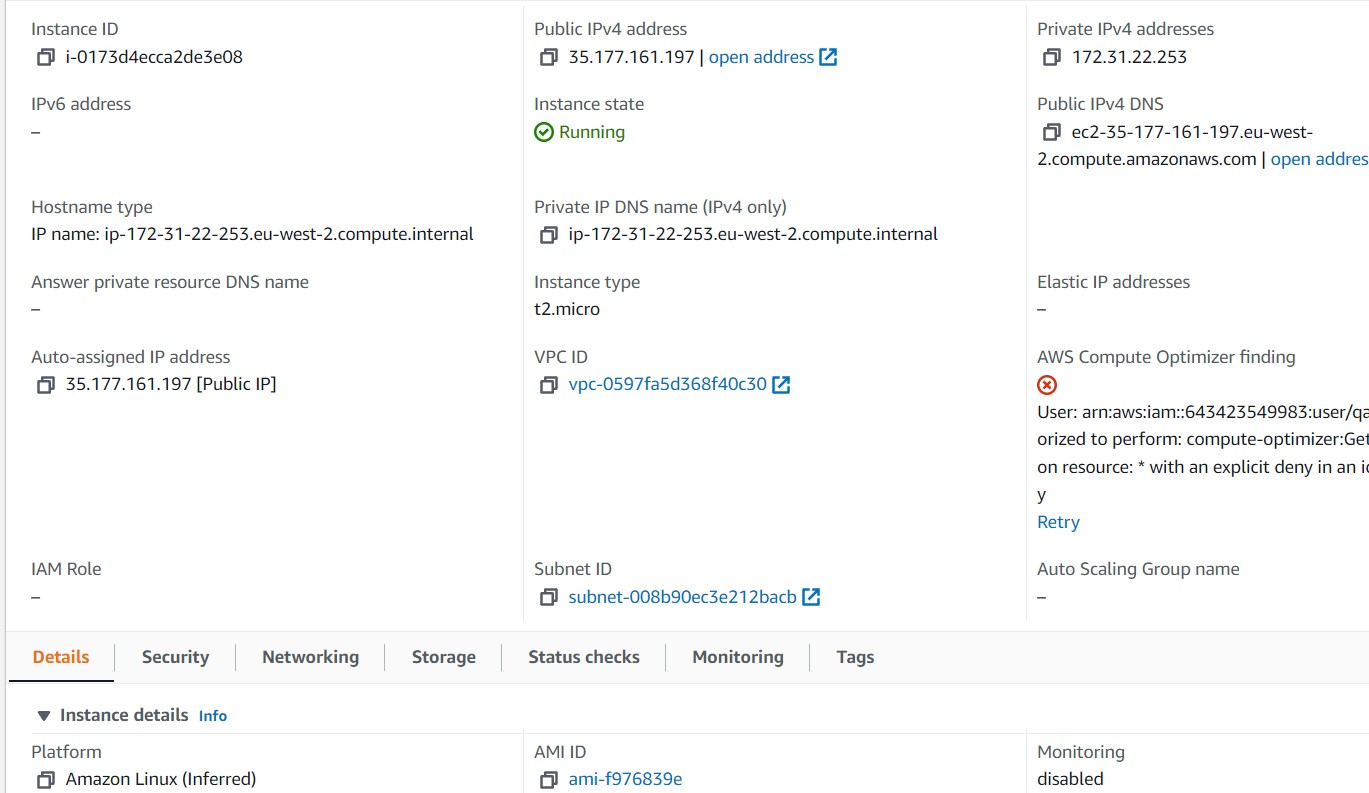 Instance ID
i-0173d4ecca2de3e08
Public IPv4 address
35.177.161.197 | open address
Private IPv4 addresses
172.31.22.253
IPv6 address
–
Instance state
Running
Public IPv4 DNS
ec2-35-177-161-197.eu-west-
2.compute.amazonaws.com | open addres
Hostname type
IP name: ip-172-31-22-253.eu-west-2.compute.internal
Private IP DNS name (IPv4 only)
ip-172-31-22-253.eu-west-2.compute.internal
Answer private resource DNS name
–
Instance type
t2.micro
Elastic IP addresses
–
Auto-assigned IP address
35.177.161.197 [Public IP]
VPC ID
vpc-0597fa5d368f40c30
AWS Compute Optimizer finding
User: arn:aws:iam::643423549983:user/qa
orized to perform: compute-optimizer:Get
on resource: * with an explicit deny in an i
y
Retry
IAM Role
–
Subnet ID
subnet-008b90ec3e212bacb
Auto Scaling Group name
–
Details
Security
Networking
Storage
Status checks
Monitoring
Tags
Instance details Info
Platform
Amazon Linux (Inferred)
AMI ID
ami-f976839e
Monitoring
disabled